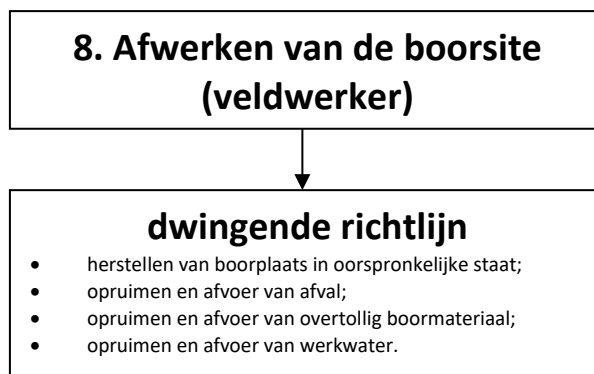 8. Afwerken van de boorsite
(veldwerker)
dwingende richtlijn
• herstellen van boorplaats in oorspronkelijke staat;
• opruimen en afvoer van afval;
• opruimen en afvoer van overtollig boormateriaal;
• opruimen en afvoer van werkwater.